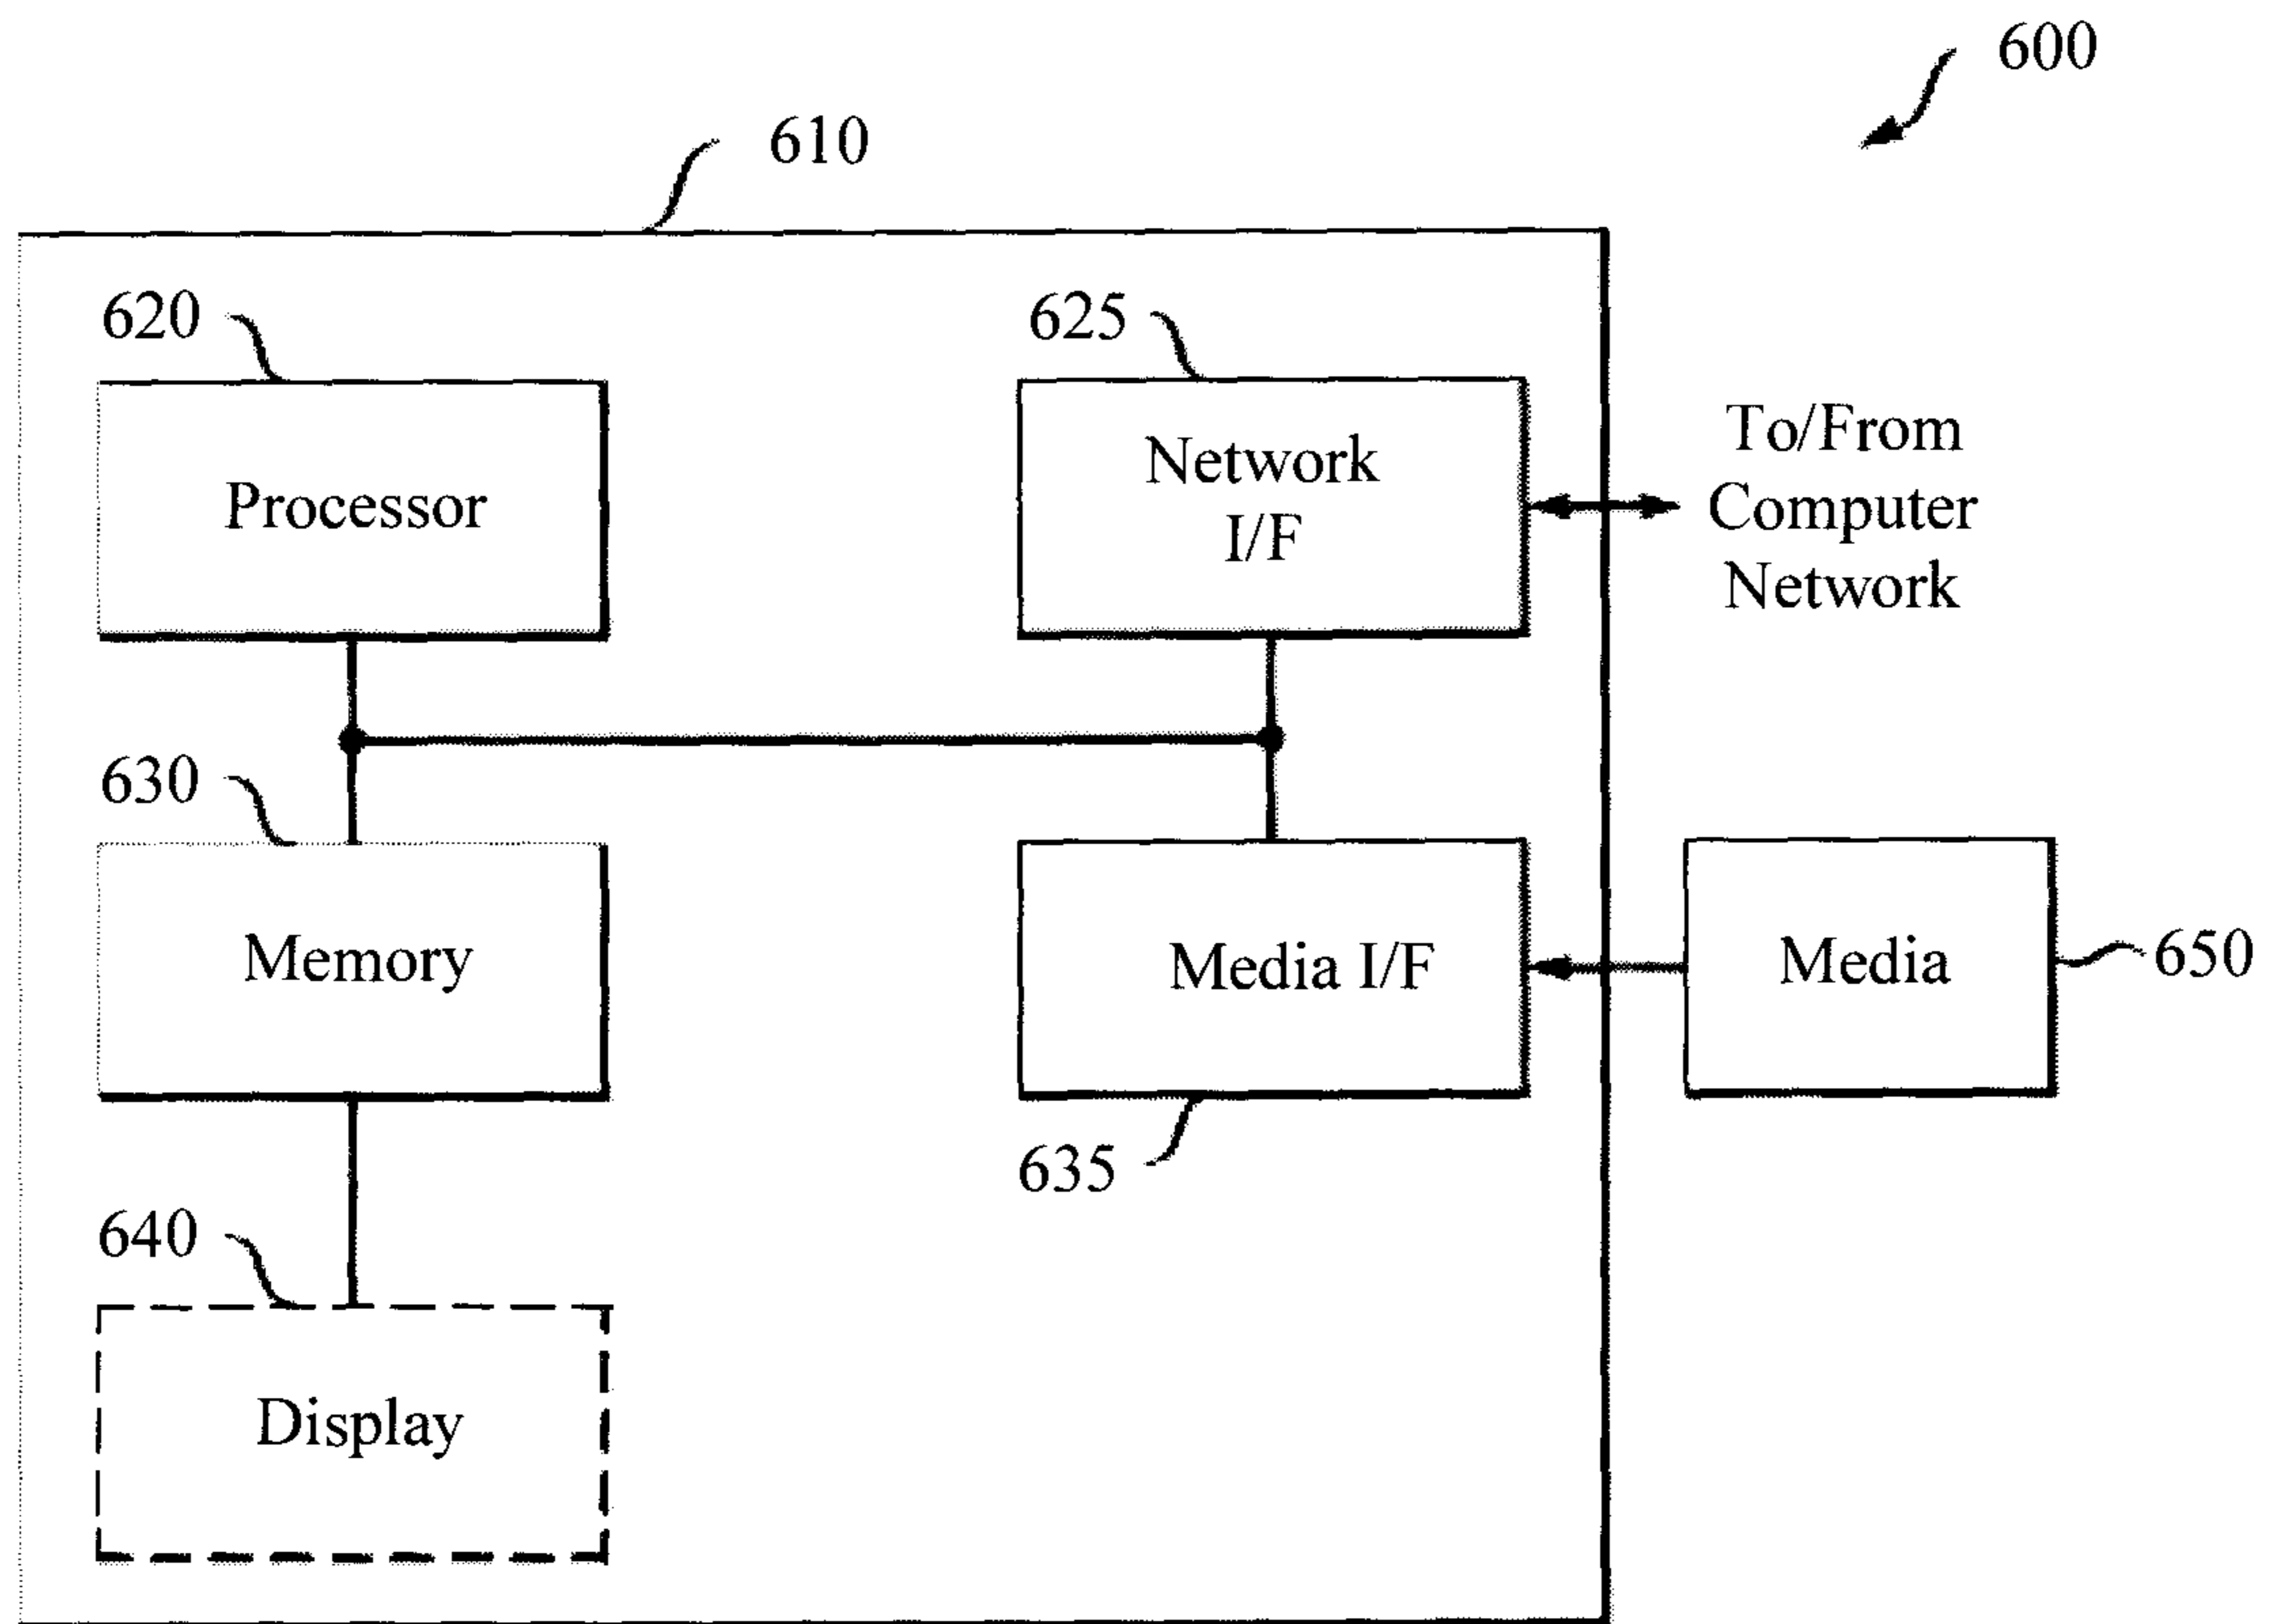 600
610
620
625
Processor
Network
I/F
To/From
Computer
Network
630
Memory
Media I/F
Media
650
635
640
Display